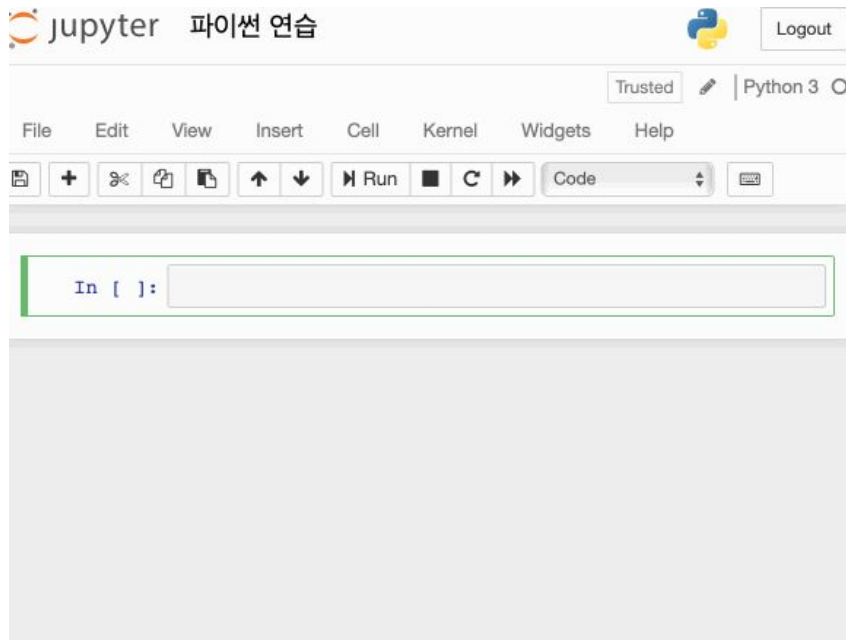 jupyter 파이썬 연습 Logout
Trusted Python 3
File Edit View Insert Cell Kernel Widgets Help
Run Code
In [ ]: